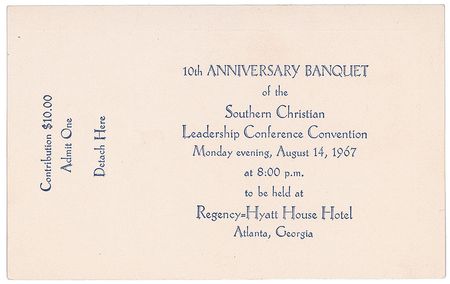 Contribution $10.00
Admit One
Detach Here
10th ANNIVERSARY BANQUET
of the
Southern Christian
Leadership Conference Convention
Monday evening, August 14, 1967
at 8:00 p.m.
to be held at
Regency=Hyatt House Hotel
Atlanta, Georgia